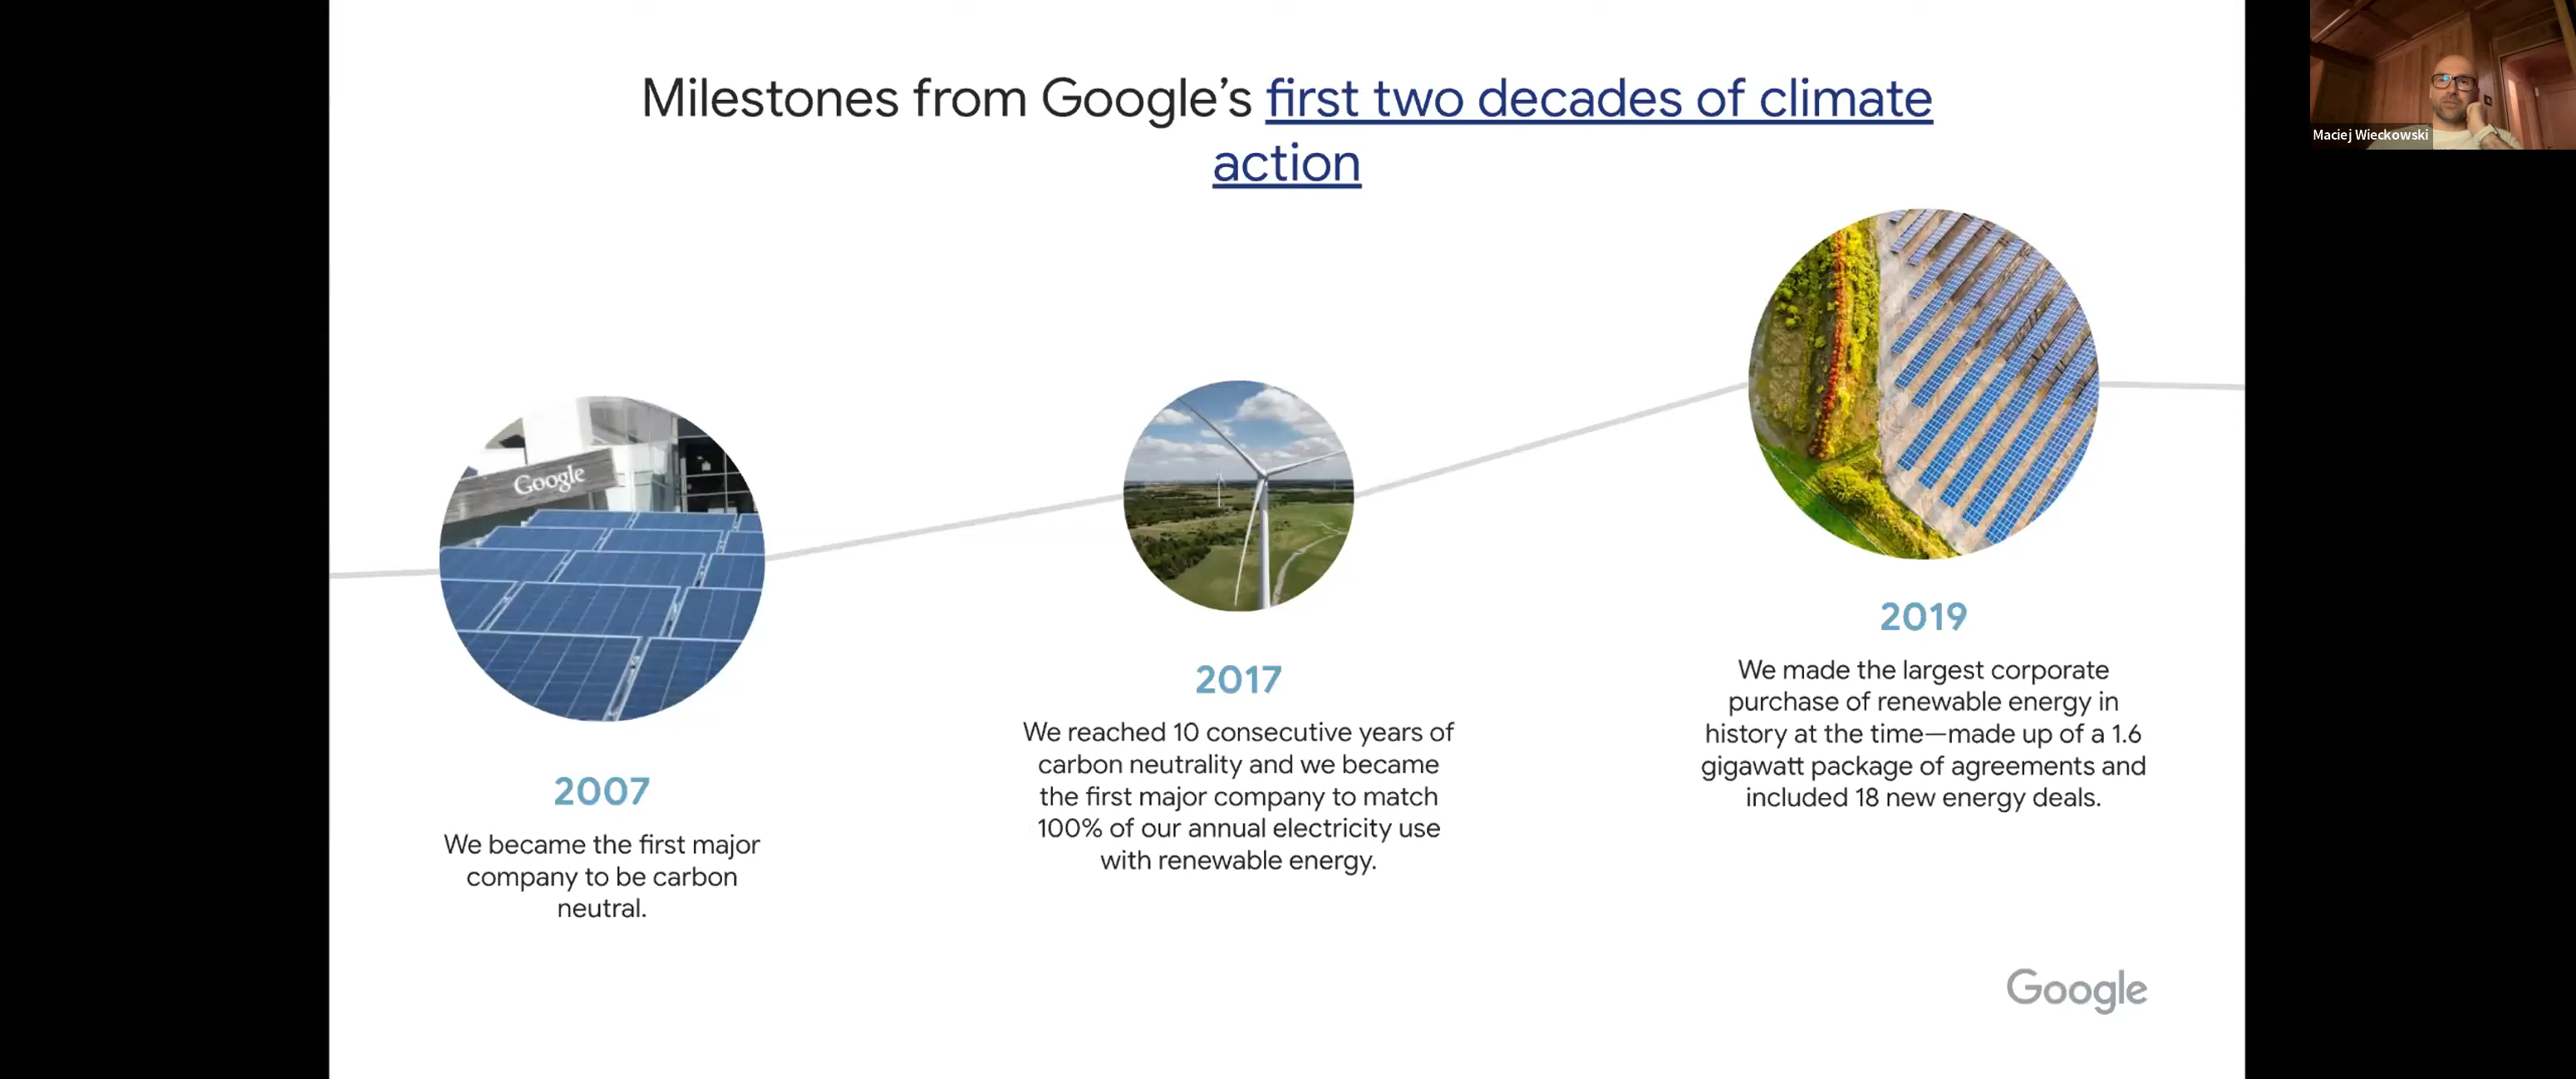 Milestones from Google’s first two decades of climate
action
Maciej Wieckowski
Google
2007
We became the first major
company to be carbon
neutral.
2017
We reached 10 consecutive years of
carbon neutrality and we became
the first major company to match
100% of our annual electricity use
with renewable energy.
2019
We made the largest corporate
purchase of renewable energy in
history at the time—made up of a 1.6
gigawatt package of agreements and
included 18 new energy deals.
Google